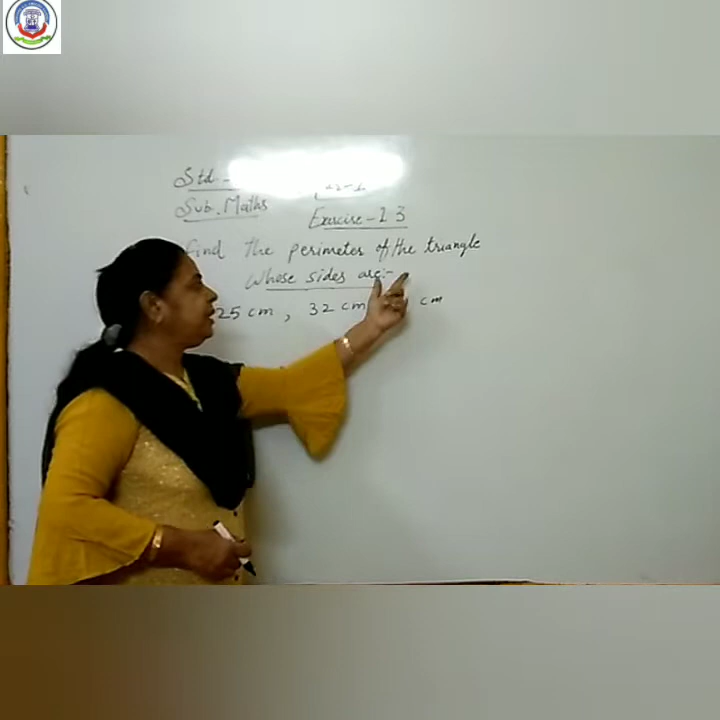 Std. -
Sub. Maths
Exercise - 1 3
Find the perimeter of the triangle
Whose sides are:-
25 cm, 32 cm cm